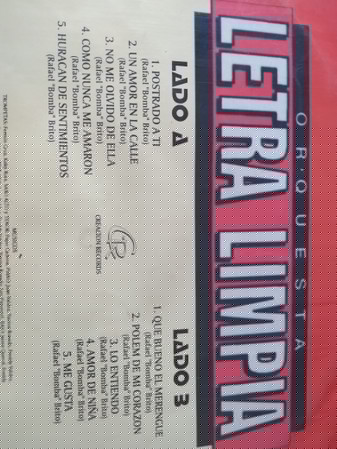 OR'QUESTA
LETRA LIMPIA
LADO A
1. POSTRADO A TI
(Rafael "Bomba" Brito)
2. UN AMOR EN LA CALLE
(Rafael "Bomba" Brito)
3. NO ME OLVIDO DE ELLA
(Rafael "Bomba" Brito)
4. COMO NUNCA ME AMARON
(Rafael "Bomba" Brito)
5. HURACAN DE SENTIMIENTOS
(Rafael "Bomba" Brito)
CREACION RECORDS
LADO B
1. QUE BUENO EL MERENGUE
(Rafael "Bomba" Brito)
2. POLEM DE MI CORAZON
(Rafael "Bomba" Brito)
3. LO ENTIENDO
(Rafael "Bomba" Brito)
4. AMOR DE NIÑA
(Rafael "Bomba" Brito)
5. ME GUSTA
(Rafael "Bomba" Brito)
MUSICOS